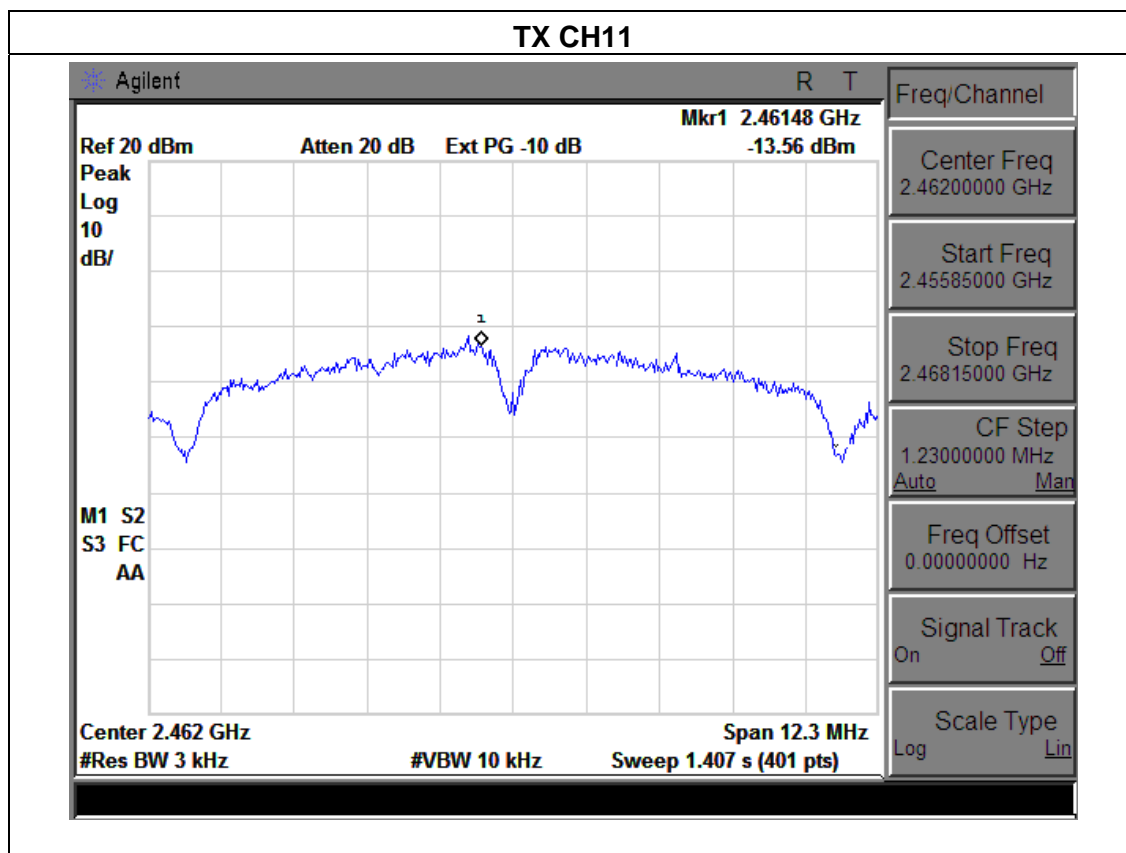 TX CH11
Agilent
R T
Mkr1 2.46148 GHz
Ref 20 dBm Atten 20 dB Ext PG -10 dB -13.56 dBm
Peak
Log
10
dB/
1
M1 S2
S3 FC
AA
Center 2.462 GHz Span 12.3 MHz
#Res BW 3 kHz #VBW 10 kHz Sweep 1.407 s (401 pts)
Freq/Channel
Center Freq
2.46200000 GHz
Start Freq
2.45585000 GHz
Stop Freq
2.46815000 GHz
CF Step
1.23000000 MHz
Auto Man
Freq Offset
0.00000000 Hz
Signal Track
On Off
Scale Type
Log Lin